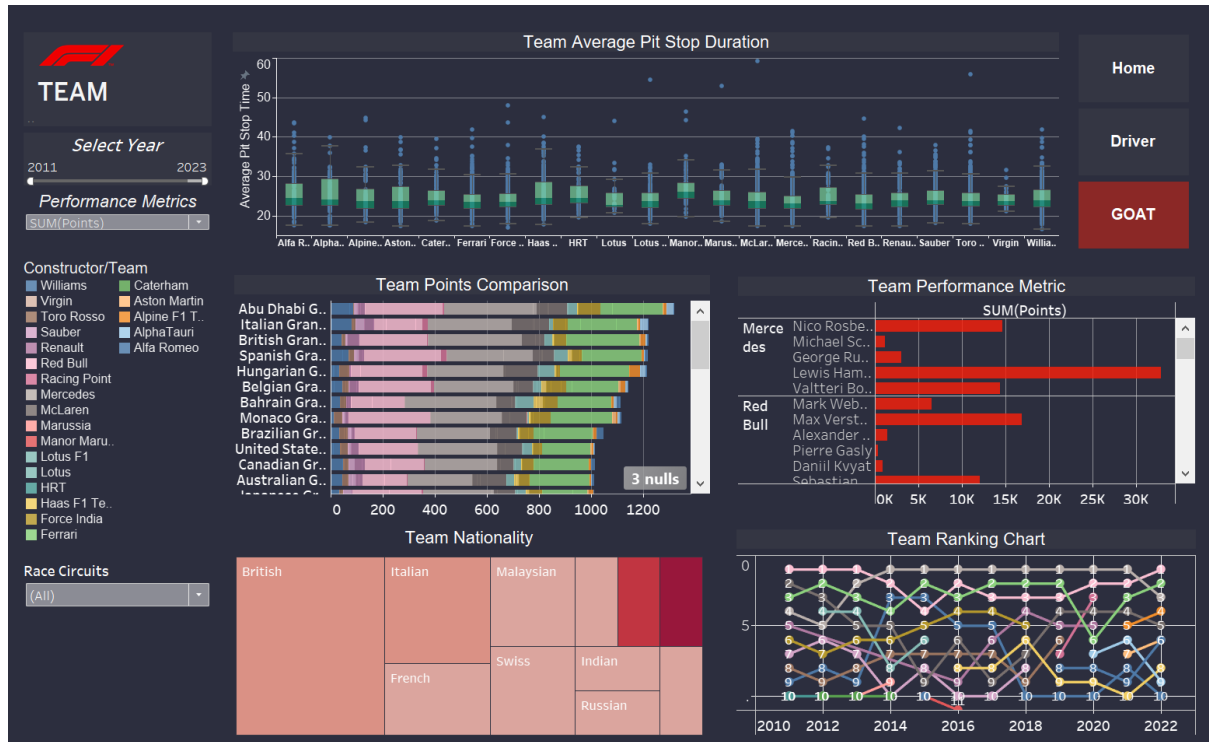 TEAM
..
Select Year
2011 2023
Performance Metrics
SUM(Points)
Constructor/Team
Williams
Virgin
Toro Rosso
Sauber
Renault
Red Bull
Racing Point
Mercedes
McLaren
Marussia
Manor Maru..
Lotus F1
Lotus
HRT
Haas F1 Te..
Force India
Ferrari
Caterham
Aston Martin
Alpine F1 T..
AlphaTauri
Alfa Romeo
Race Circuits
(All)
Team Average Pit Stop Duration
Average Pit Stop Time
60
50
40
30
20
Alfa R.. Alpha.. Alpine.. Aston.. Cater.. Ferrari Force .. Haas .. HRT Lotus Lotus .. Manor.. Marus.. McLar.. Merce.. Racin.. Red B.. Renau.. Sauber Toro .. Virgin Willia..
Home
Driver
GOAT
Team Points Comparison
Abu Dhabi G..
Italian Gran..
British Gran..
Spanish Gra..
Hungarian G..
Belgian Gra..
Bahrain Gra..
Monaco Gra..
Brazilian Gr..
United State..
Canadian Gr..
Australian G..
3 nulls
0 200 400 600 800 1000 1200
Team Performance Metric
SUM(Points)
Merce
des
Nico Rosbe..
Michael Sc..
George Ru..
Lewis Ham..
Valtteri Bo..
Red
Bull
Mark Web..
Max Verst..
Alexander ..
Pierre Gasly
Daniil Kvyat
Sebastian
0K 5K 10K 15K 20K 25K 30K
Team Nationality
British
Italian
French
Malaysian
Swiss
Indian
Russian
Team Ranking Chart
0
5
2010 2012 2014 2016 2018 2020 2022